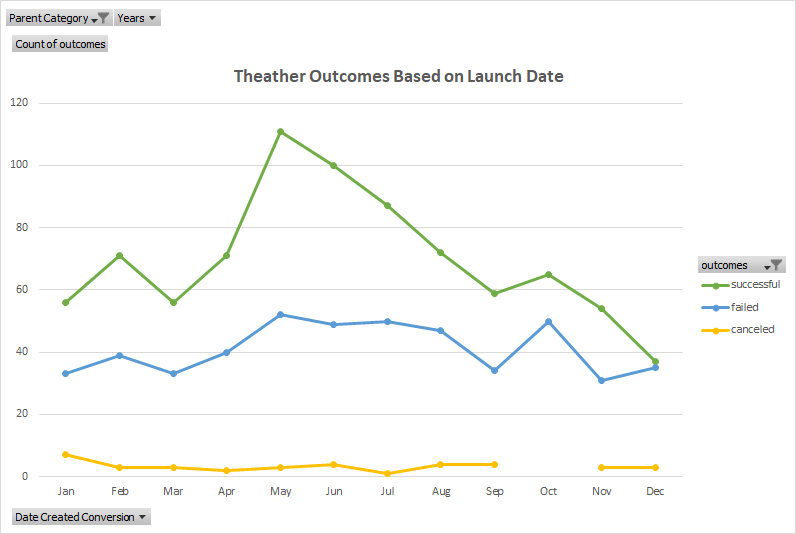 Parent Category Years
Count of outcomes
Theather Outcomes Based on Launch Date
120
100
80
60
40
20
0
Jan Feb Mar Apr May Jun Jul Aug Sep Oct Nov Dec
outcomes
successful
failed
canceled
Date Created Conversion